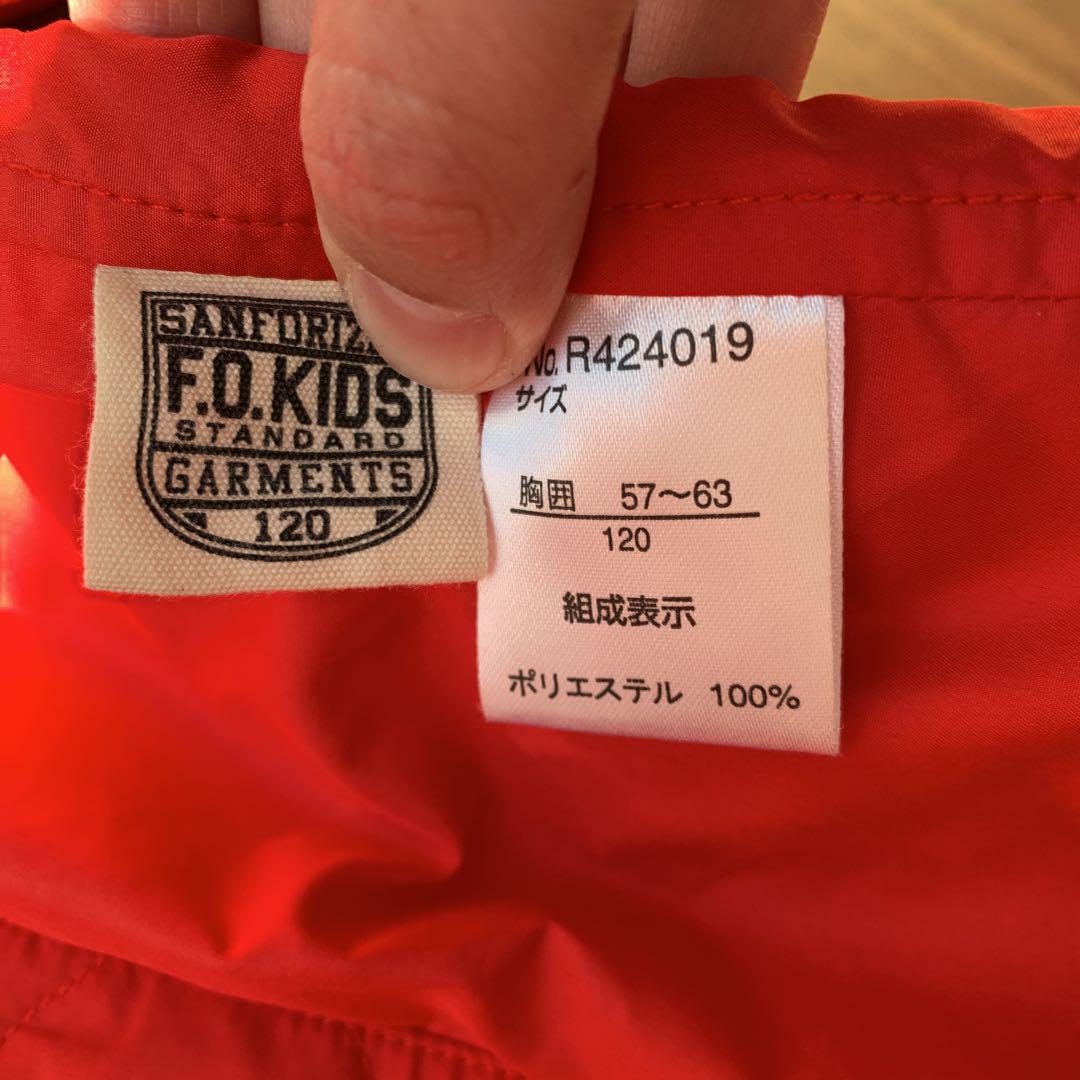 F.O.KIDS
STANDARD
GARMENTS
120
No. R424019
サイズ
胸囲 57〜63
120
組成表示
ポリエステル 100%